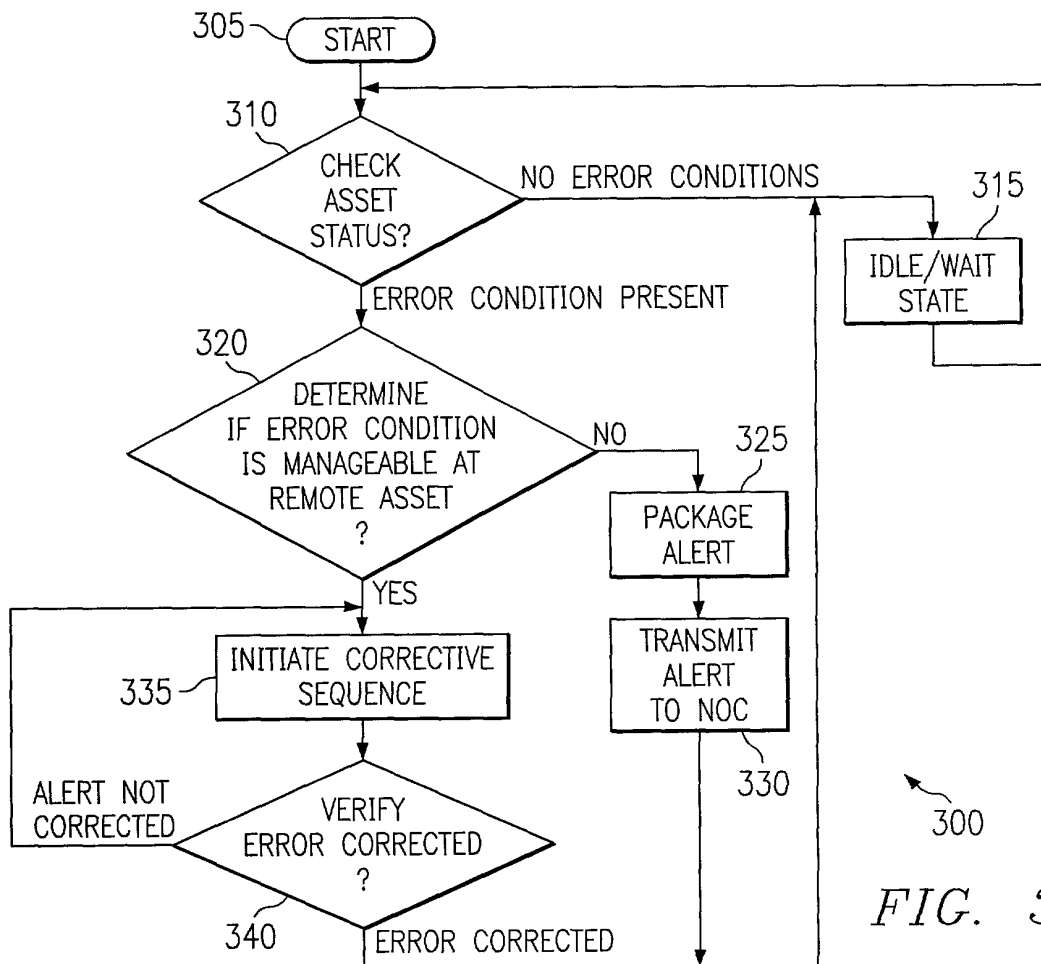 305
START
310
CHECK
ASSET
STATUS?
NO ERROR CONDITIONS
315
IDLE/WAIT
STATE
ERROR CONDITION PRESENT
320
DETERMINE
IF ERROR CONDITION
IS MANAGEABLE AT
REMOTE ASSET
?
NO
325
PACKAGE
ALERT
YES
335
INITIATE CORRECTIVE
SEQUENCE
TRANSMIT
ALERT
TO NOC
330
ALERT NOT
CORRECTED
VERIFY
ERROR CORRECTED
?
340
ERROR CORRECTED
300
FIG.